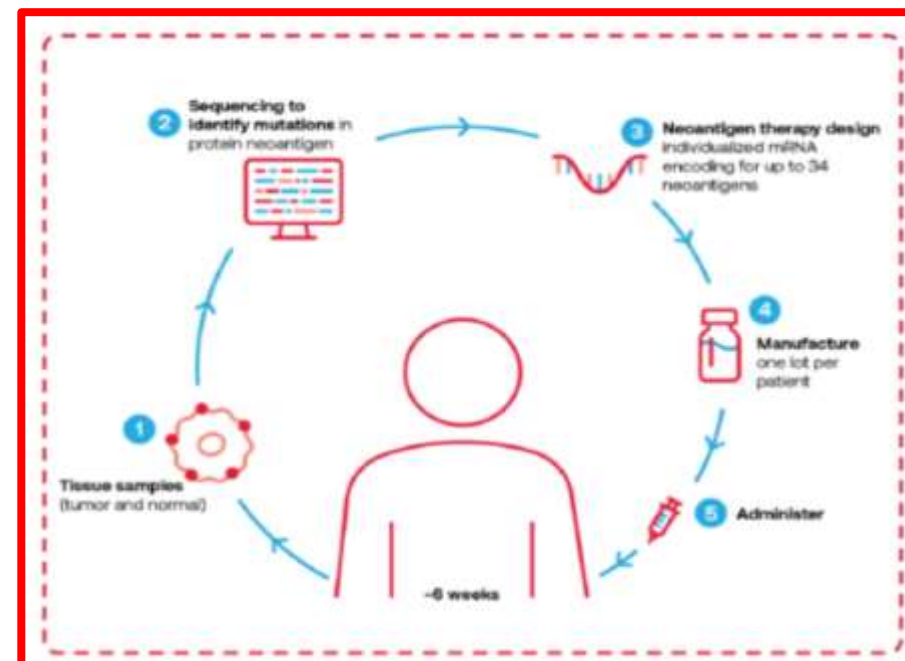 1
Tissue samples
(tumor and normal)
2
Sequencing to
identify mutations in
protein neoantigen
3
Neoantigen therapy design
individualized mRNA
encoding for up to 34
neoantigens
4
Manufacture
one lot per
patient
5
Administer
~6 weeks